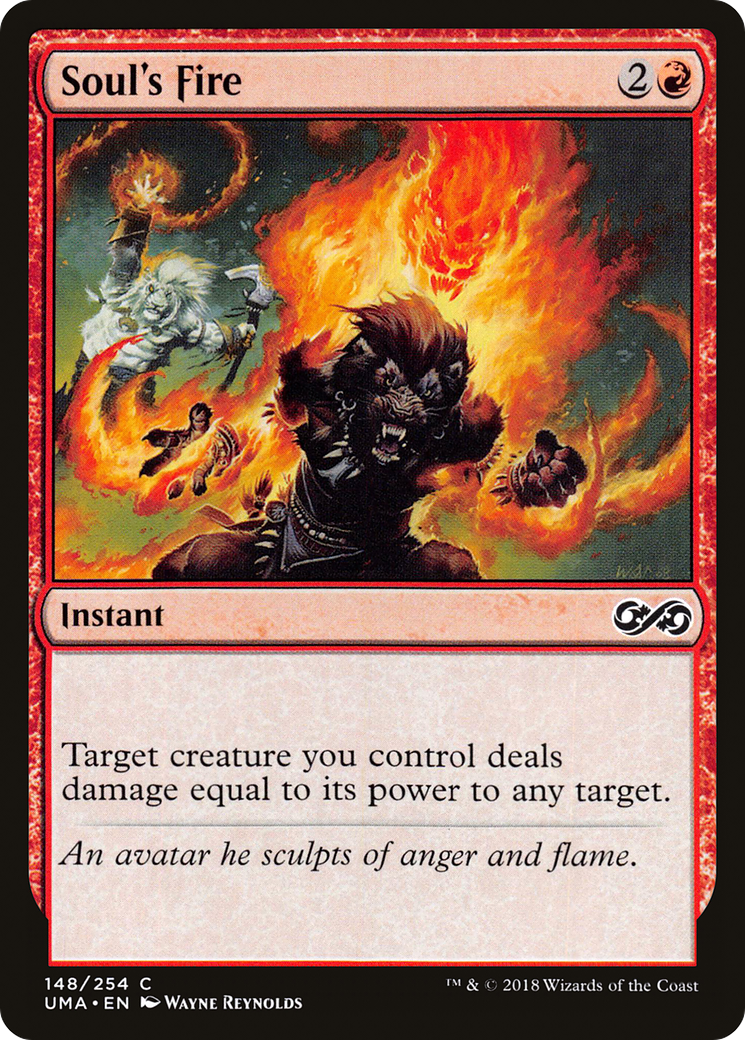 Soul's Fire 2
Instant
Target creature you control deals
damage equal to its power to any target.
An avatar he sculpts of anger and flame.
148/254 C
UMA • EN Wayne Reynolds
™ & © 2018 Wizards of the Coast